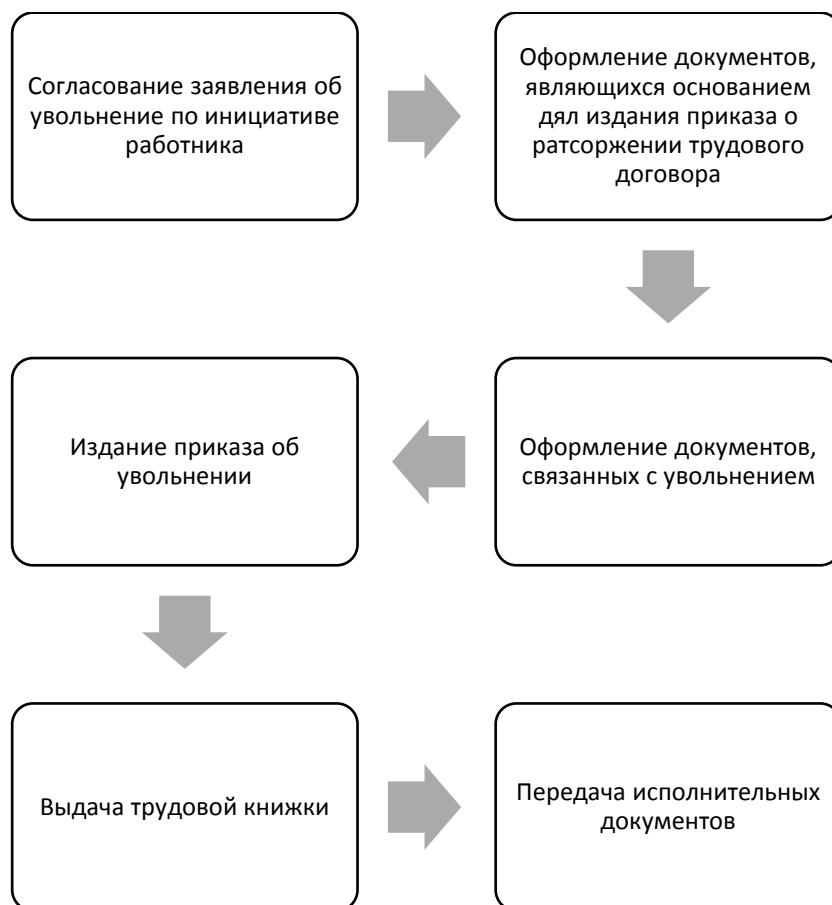 Согласование заявления об
увольнение по инициативе
работника
Оформление документов,
являющихся основанием
дял издания приказа о
ратсоржении трудового
договора
Оформление документов,
связанных с увольнением
Издание приказа об
увольнении
Выдача трудовой книжки
Передача исполнительных
документов